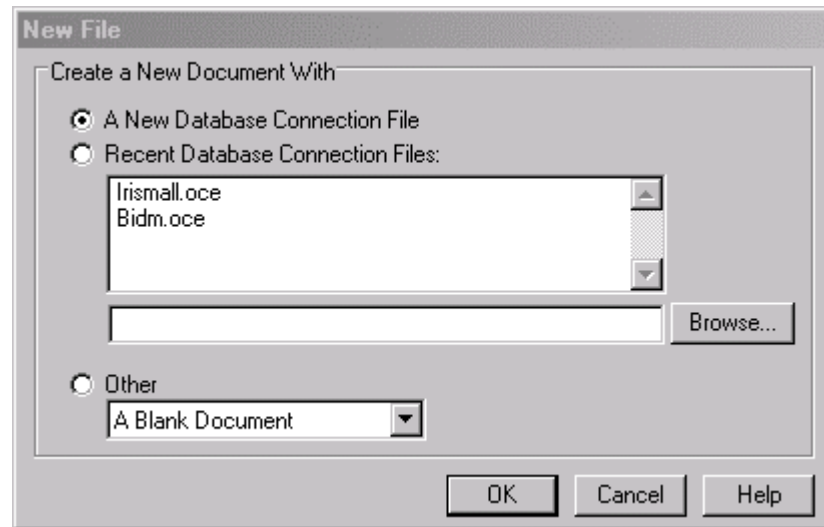 New File
Create a New Document With
A New Database Connection File
Recent Database Connection Files:
Irismall.oce
Bidm.oce
Browse...
Other
A Blank Document
OK Cancel Help